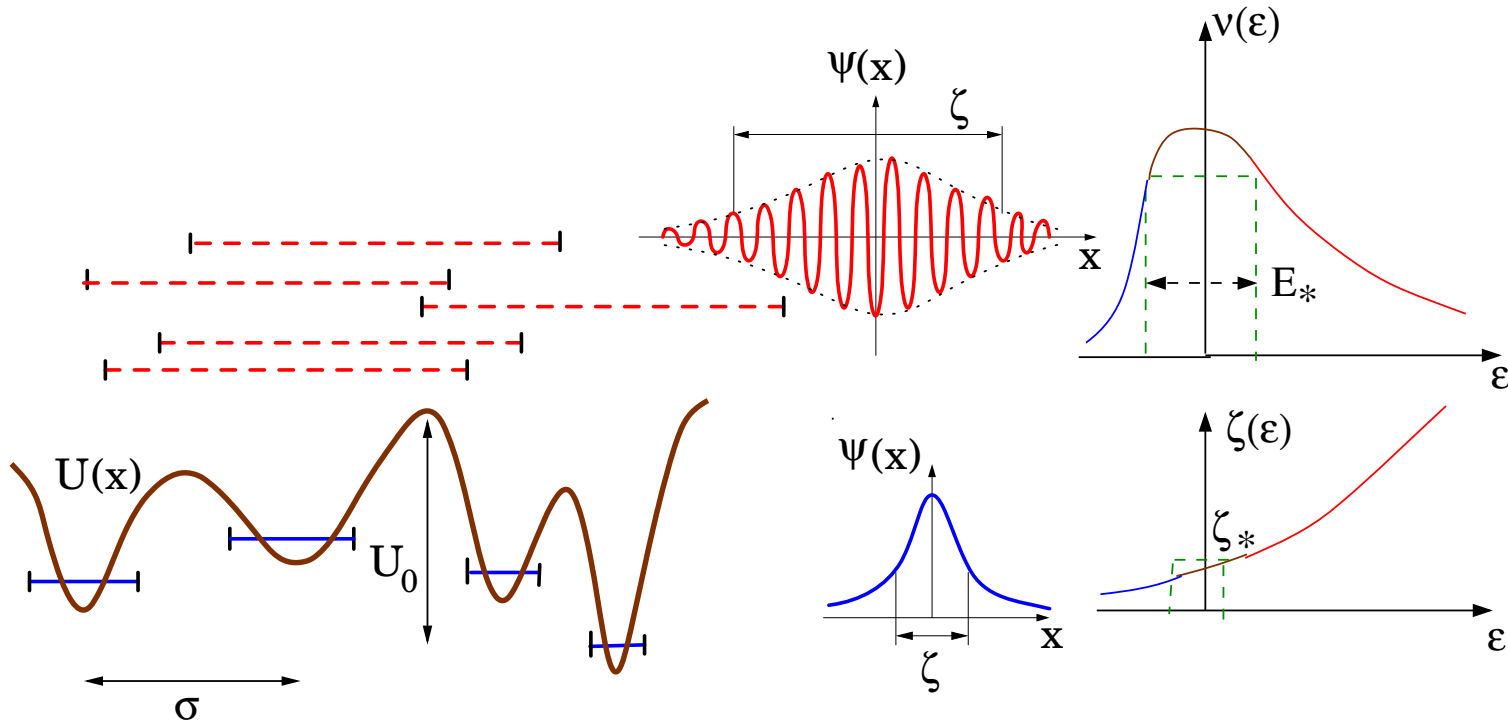 ν(ε)
ψ(x)
ζ
x
E*
ε
U(x)
U₀
σ
ψ(x)
x
ζ
ζ(ε)
ζ*
ε